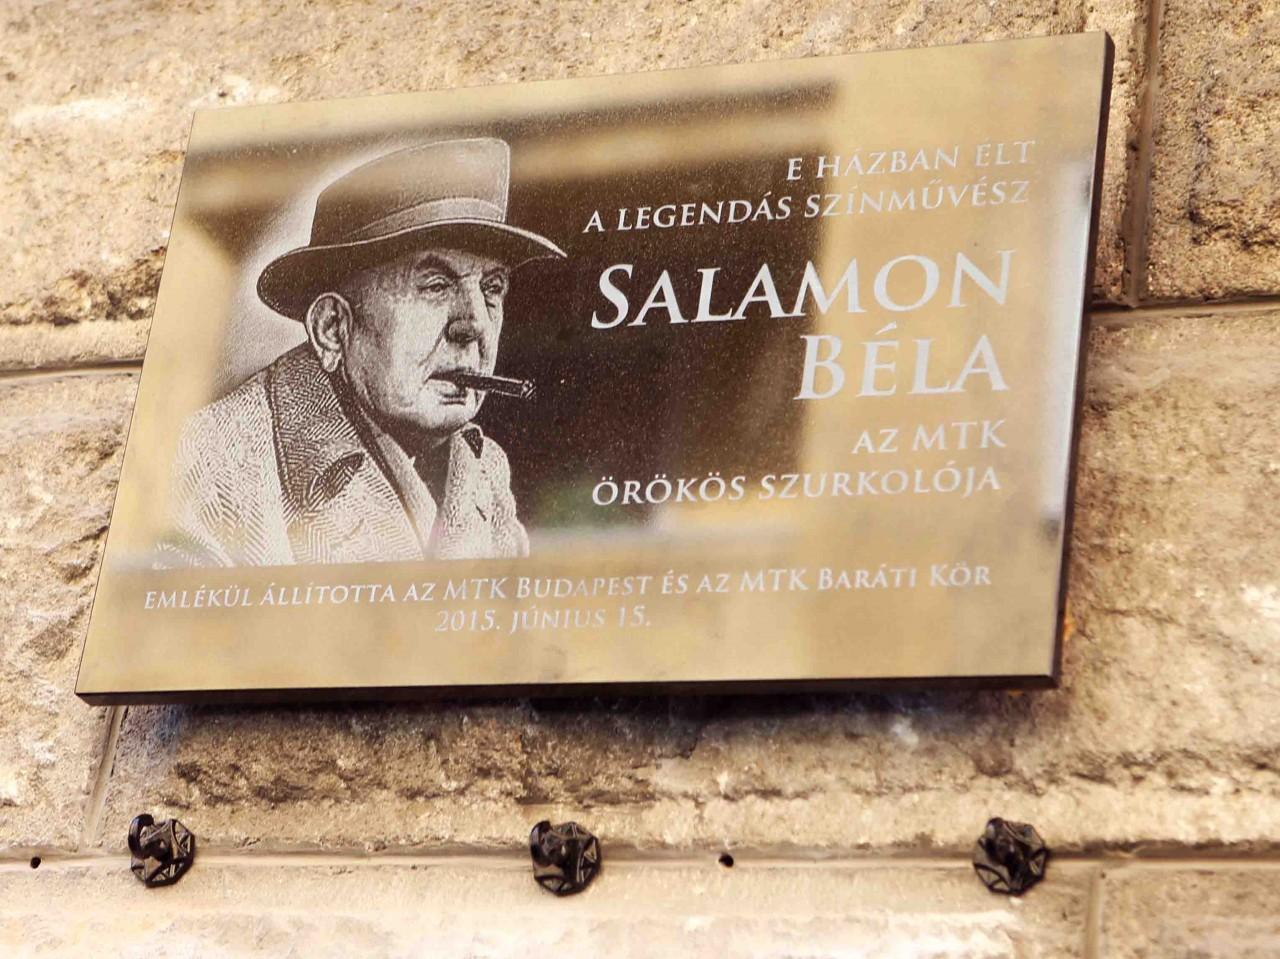 E HÁZBAN ÉLT
A LEGENDÁS SZÍNMŰVÉSZ
SALAMON
BÉLA
AZ MTK
ÖRÖKÖS SZURKOLÓJA
EMLÉKÜL ÁLLÍTOTTA AZ MTK BUDAPEST ÉS AZ MTK BARÁTI KÖR
2015. JÚNIUS 15.